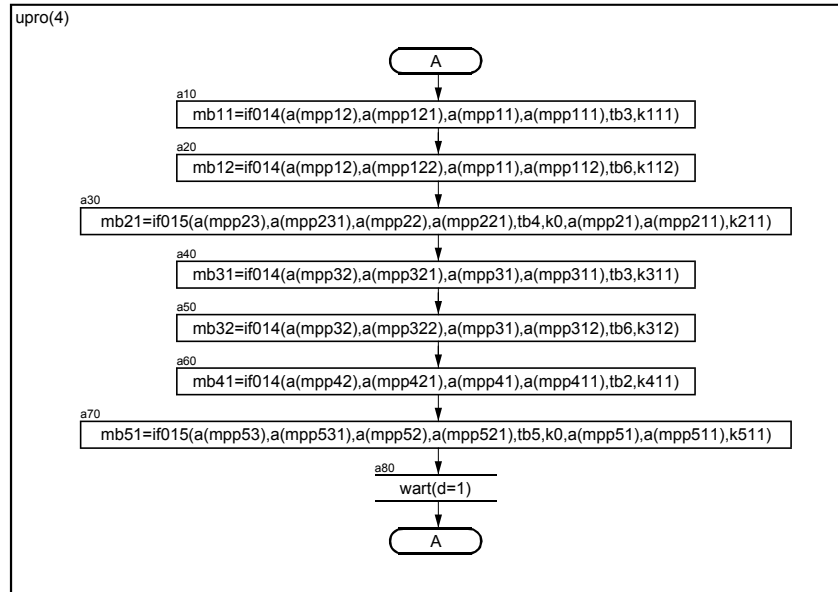 upro(4)
A
a10
mb11=if014(a(mpp12),a(mpp121),a(mpp11),a(mpp111),tb3,k111)
a20
mb12=if014(a(mpp12),a(mpp122),a(mpp11),a(mpp112),tb6,k112)
a30
mb21=if015(a(mpp23),a(mpp231),a(mpp22),a(mpp221),tb4,k0,a(mpp21),a(mpp211),k211)
a40
mb31=if014(a(mpp32),a(mpp321),a(mpp31),a(mpp311),tb3,k311)
a50
mb32=if014(a(mpp32),a(mpp322),a(mpp31),a(mpp312),tb6,k312)
a60
mb41=if014(a(mpp42),a(mpp421),a(mpp41),a(mpp411),tb2,k411)
a70
mb51=if015(a(mpp53),a(mpp531),a(mpp52),a(mpp521),tb5,k0,a(mpp51),a(mpp511),k511)
a80
wart(d=1)
A